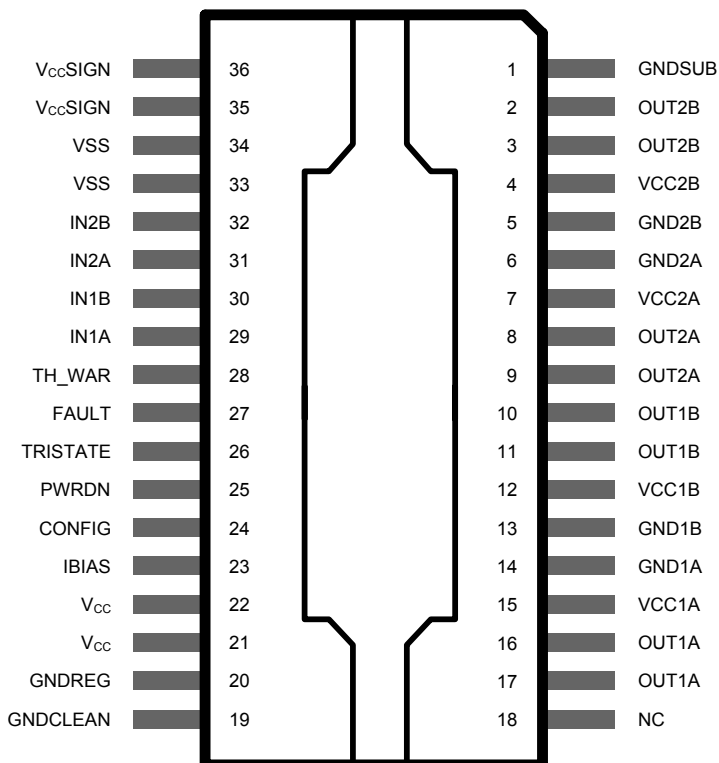 VCCSIGN 36 1 GNDSUB
VCCSIGN 35 2 OUT2B
VSS 34 3 OUT2B
VSS 33 4 VCC2B
IN2B 32 5 GND2B
IN2A 31 6 GND2A
IN1B 30 7 VCC2A
IN1A 29 8 OUT2A
TH_WAR 28 9 OUT2A
FAULT 27 10 OUT1B
TRISTATE 26 11 OUT1B
PWRDN 25 12 VCC1B
CONFIG 24 13 GND1B
IBIAS 23 14 GND1A
VCC 22 15 VCC1A
VCC 21 16 OUT1A
GNDREG 20 17 OUT1A
GNDCLEAN 19 18 NC